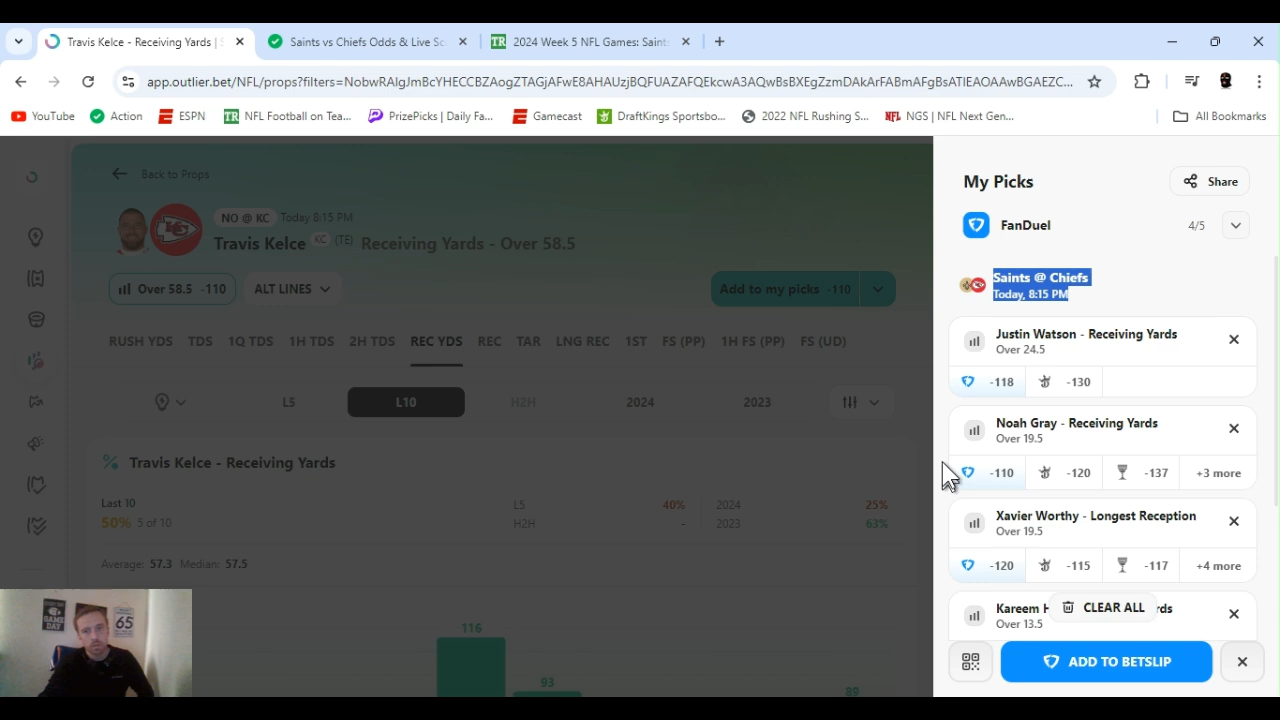 Travis Kelce - Receiving Yards |
Saints vs Chiefs Odds & Live Sc
TR 2024 Week 5 NFL Games: Saint
app.outlier.bet/NFL/props?filters=NobwRAIgJmBcYHECCBZAogZTAGjAFwE8AHAUzjBQFUAZAFQEkcwA3AQwBsBXEgZzmDAkArFABmAFgBsATIEAOAAwBGAEZC...
YouTube Action ESPN TR NFL Football on Tea... PrizePicks | Daily Fa... Gamecast DraftKings Sportsbo... 2022 NFL Rushing S... NGS | NFL Next Gen... All Bookmarks
Back to Props
NO @ KC Today 8:15 PM
Travis Kelce KC (TE) Receiving Yards - Over 58.5
Over 58.5 -110 ALT LINES Add to my picks -110
RUSH YDS TDS 1Q TDS 1H TDS 2H TDS REC YDS REC TAR LNG REC 1ST FS (PP) 1H FS (PP) FS (UD)
L5 L10 H2H 2024 2023
Travis Kelce - Receiving Yards
Last 10
50% 5 of 10
L5 40% 2024 25%
H2H - 2023 63%
Average: 57.3 Median: 57.5
116
93
89
GAME DAY
65
My Picks
Share
FanDuel 4/5
Saints @ Chiefs
Today, 8:15 PM
Justin Watson - Receiving Yards
Over 24.5
-118 -130
Noah Gray - Receiving Yards
Over 19.5
-110 -120 -137 +3 more
Xavier Worthy - Longest Reception
Over 19.5
-120 -115 -117 +4 more
Kareem H
rds
Over 13.5
CLEAR ALL
ADD TO BETSLIP